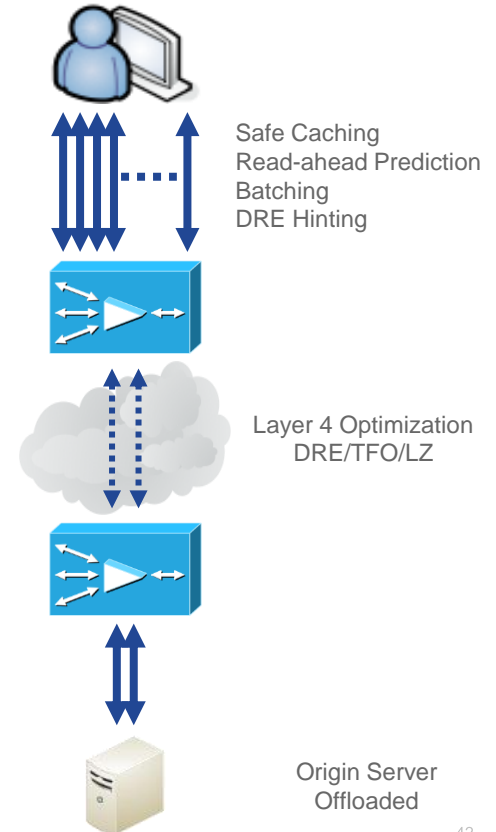 Safe Caching
Read-ahead Prediction
Batching
DRE Hinting
Layer 4 Optimization
DRE/TFO/LZ
Origin Server
Offloaded